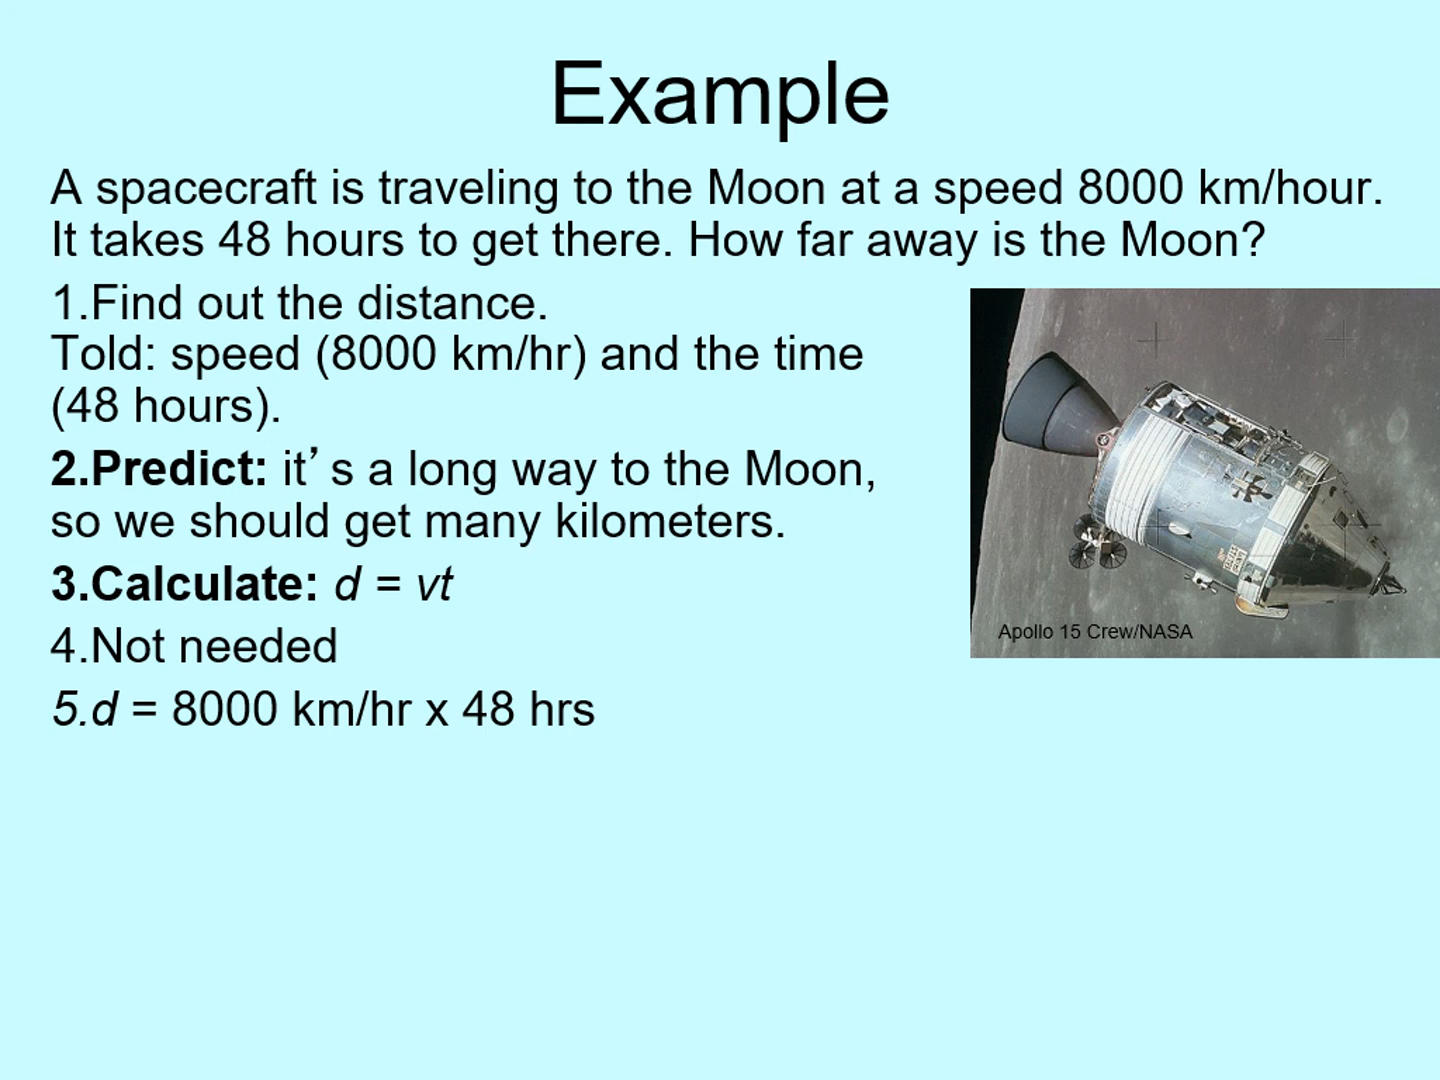 Example
A spacecraft is traveling to the Moon at a speed 8000 km/hour.
It takes 48 hours to get there. How far away is the Moon?
1.Find out the distance.
Told: speed (8000 km/hr) and the time
(48 hours).
2.Predict: it’ s a long way to the Moon,
so we should get many kilometers.
3.Calculate: d = vt
4.Not needed
5.d = 8000 km/hr x 48 hrs
Apollo 15 Crew/NASA